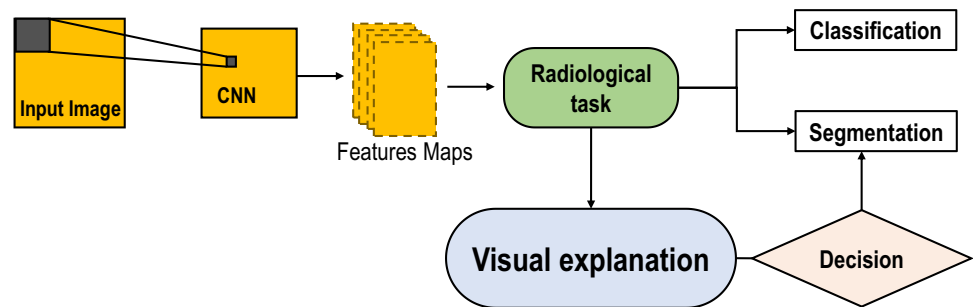 Input Image
CNN
Features Maps
Radiological
task
Classification
Segmentation
Visual explanation
Decision